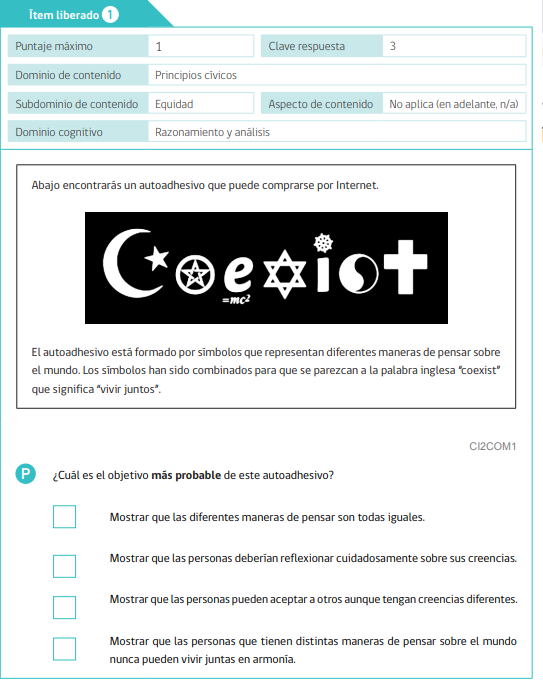 Ítem liberado 1
Puntaje máximo 1 Clave respuesta 3
Dominio de contenido Principios cívicos
Subdominio de contenido Equidad Aspecto de contenido No aplica (en adelante, n/a)
Dominio cognitivo Razonamiento y análisis
Abajo encontrarás un autoadhesivo que puede comprarse por Internet.
Coexist
=mc²
El autoadhesivo está formado por símbolos que representan diferentes maneras de pensar sobre
el mundo. Los símbolos han sido combinados para que se parezcan a la palabra inglesa “coexist”
que significa “vivir juntos”.
CI2COM1
P ¿Cuál es el objetivo más probable de este autoadhesivo?
Mostrar que las diferentes maneras de pensar son todas iguales.
Mostrar que las personas deberían reflexionar cuidadosamente sobre sus creencias.
Mostrar que las personas pueden aceptar a otros aunque tengan creencias diferentes.
Mostrar que las personas que tienen distintas maneras de pensar sobre el mundo
nunca pueden vivir juntas en armonía.